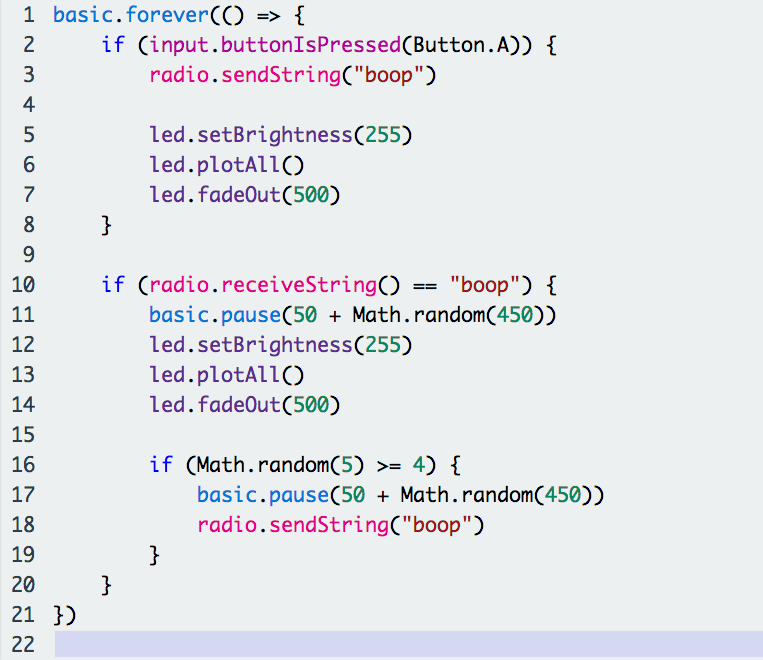 1 basic.forever(() => {
2     if (input.buttonIsPressed(Button.A)) {
3         radio.sendString("boop")
4
5         led.setBrightness(255)
6         led.plotAll()
7         led.fadeOut(500)
8     }
9
10     if (radio.receiveString() == "boop") {
11         basic.pause(50 + Math.random(450))
12         led.setBrightness(255)
13         led.plotAll()
14         led.fadeOut(500)
15
16         if (Math.random(5) >= 4) {
17             basic.pause(50 + Math.random(450))
18             radio.sendString("boop")
19         }
20     }
21 })
22